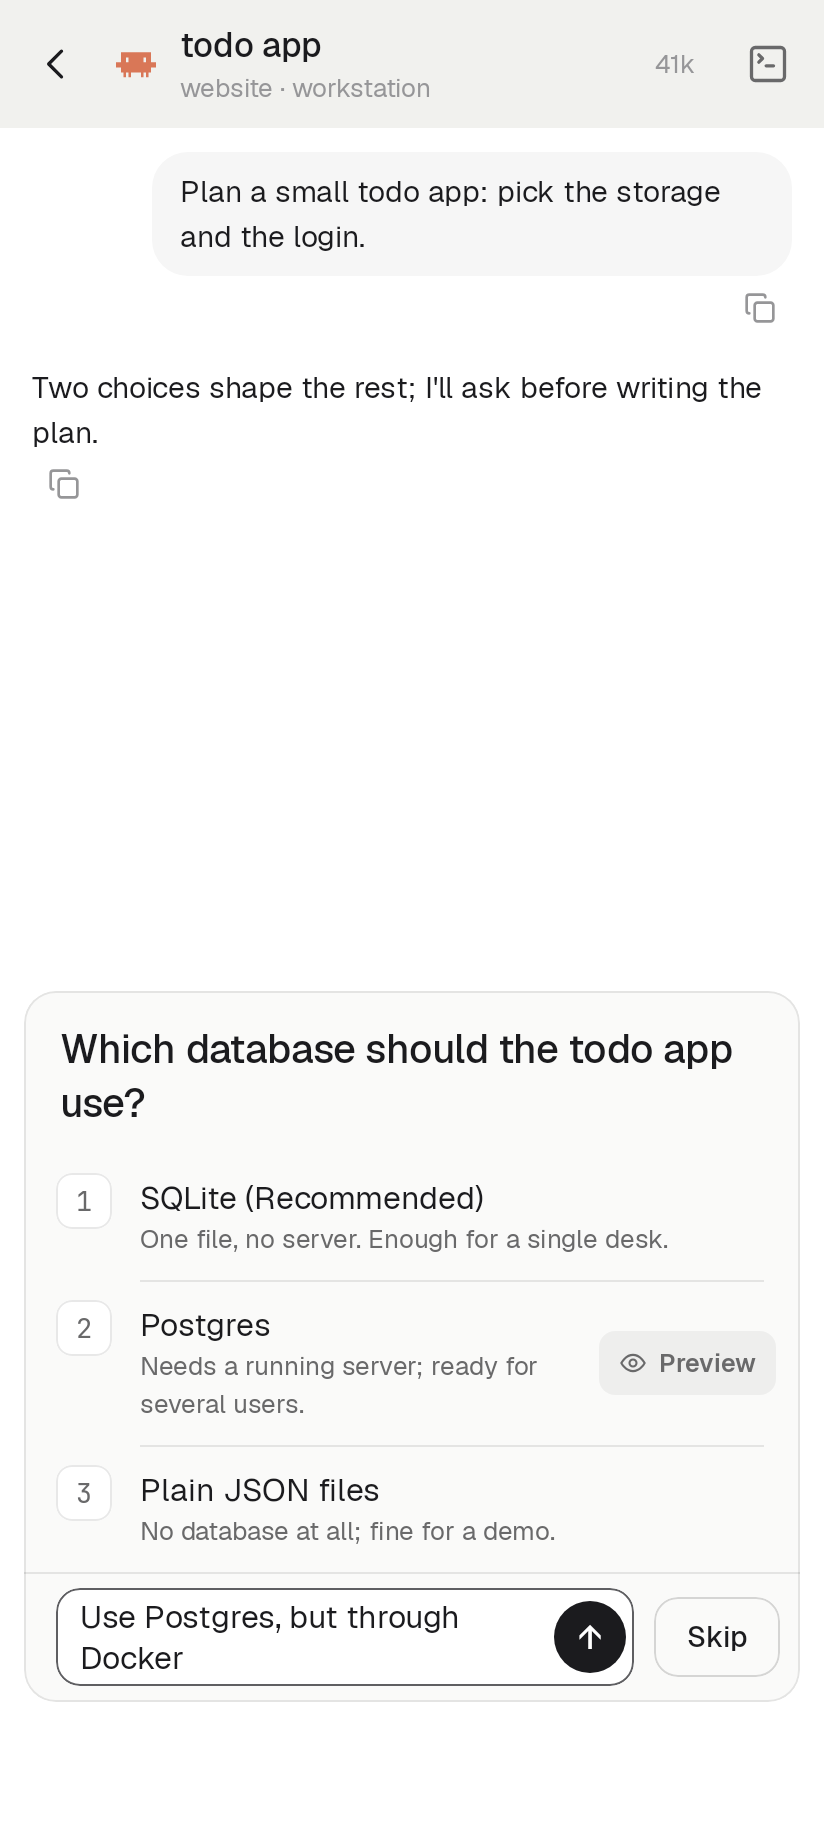 todo app
website · workstation
41k
Plan a small todo app: pick the storage
and the login.
Two choices shape the rest; I'll ask before writing the
plan.
Which database should the todo app
use?
1
SQLite (Recommended)
One file, no server. Enough for a single desk.
2
Postgres
Needs a running server; ready for
several users.
Preview
3
Plain JSON files
No database at all; fine for a demo.
Use Postgres, but through
Docker
Skip